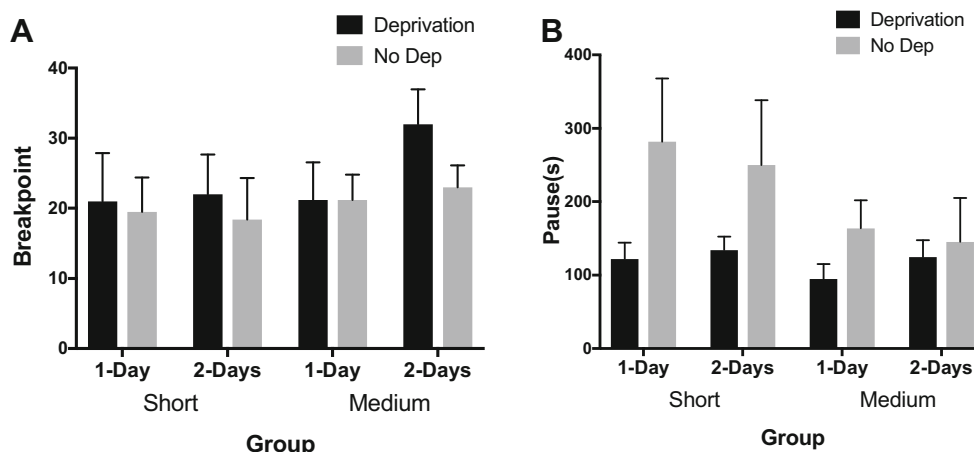 A
Deprivation
No Dep
Breakpoint
40
30
20
10
0
1-Day 2-Days 1-Day 2-Days
Short Medium
Group
B
Deprivation
No Dep
Pause(s)
400
300
200
100
0
1-Day 2-Days 1-Day 2-Days
Short Medium
Group